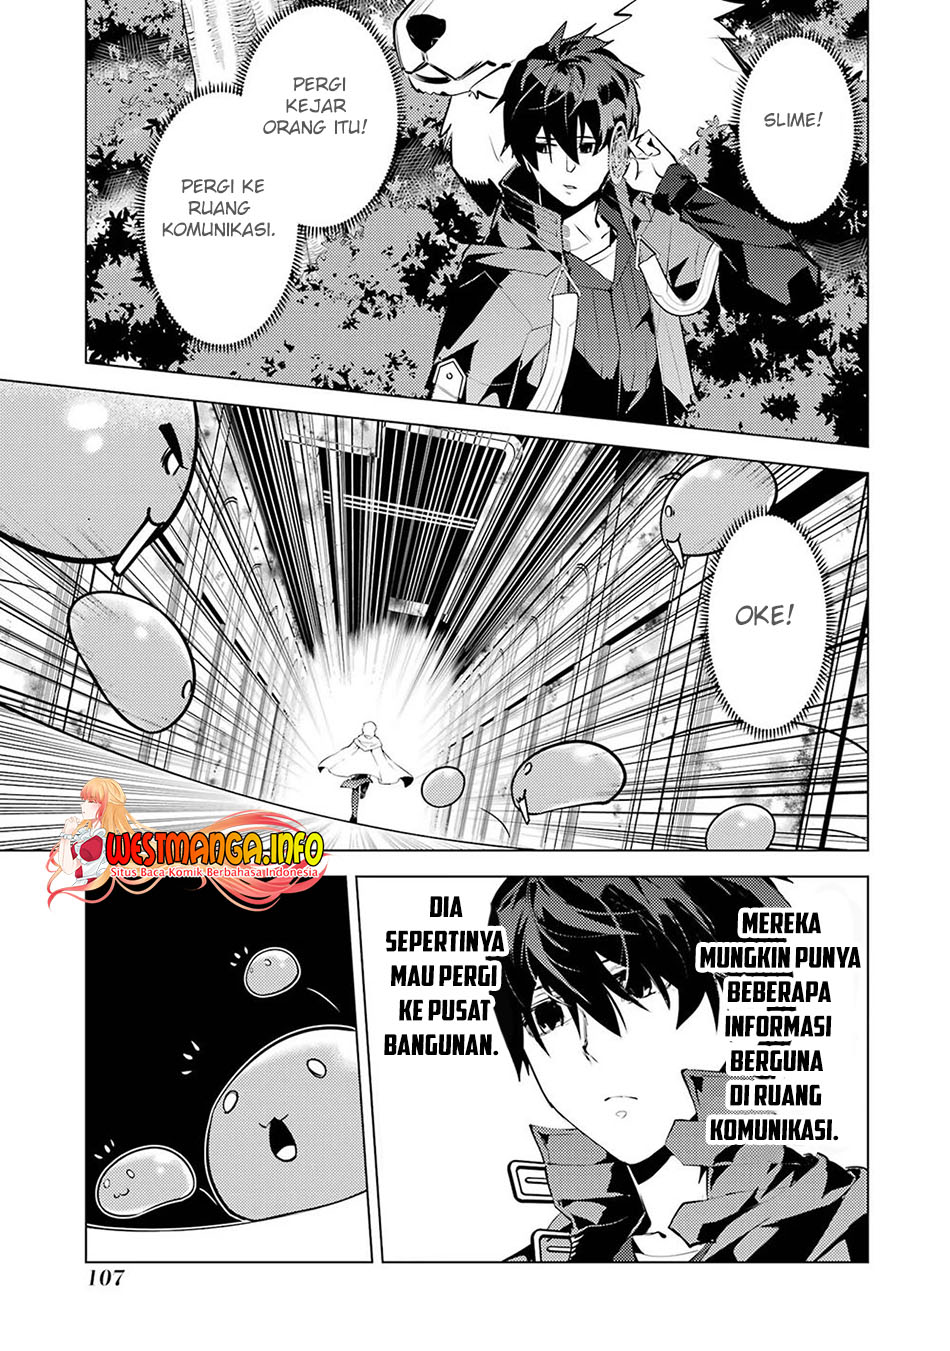 SLIME!
PERGI
KEJAR
ORANG ITU!
PERGI KE
RUANG
KOMUNIKASI.
OKE!
WESTMANGA.INFO
Situs Baca Komik Berbahasa Indonesia
MEREKA
MUNGKIN PUNYA
BEBERAPA
INFORMASI
BERGUNA
DI RUANG
KOMUNIKASI.
DIA
SEPERTINYA
MAU PERGI
KE PUSAT
BANGUNAN.
107